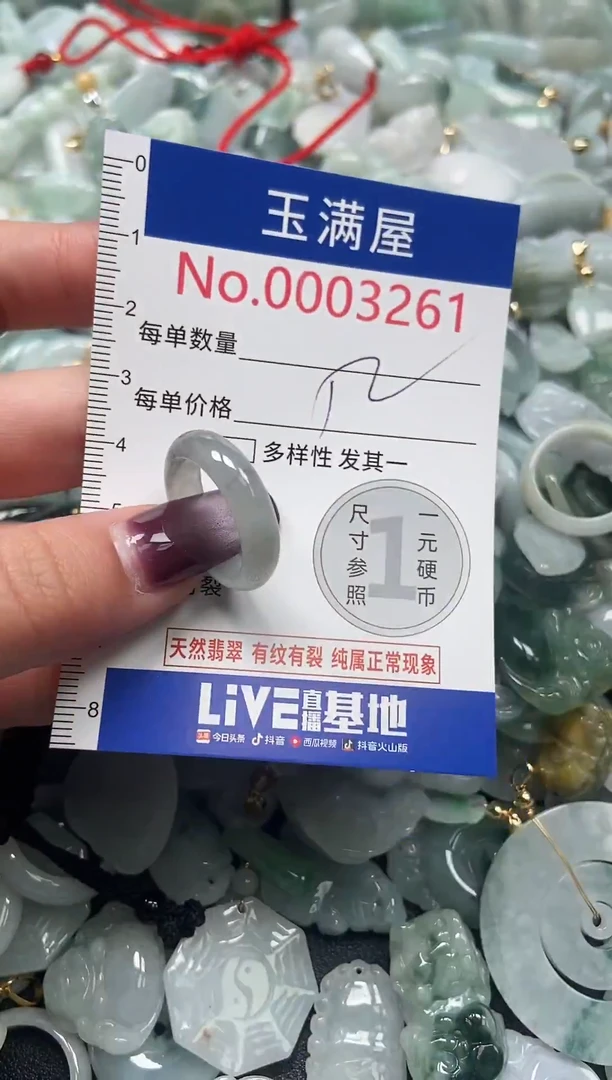 0
玉满屋
1
No.0003261
2
每单数量
3
每单价格
4
多样性 发其一
尺寸参照
1
一元硬币
裂
天然翡翠 有纹有裂 纯属正常现象
8
LiVE直播基地
头条 今日头条 抖音 西瓜视频 抖音火山版